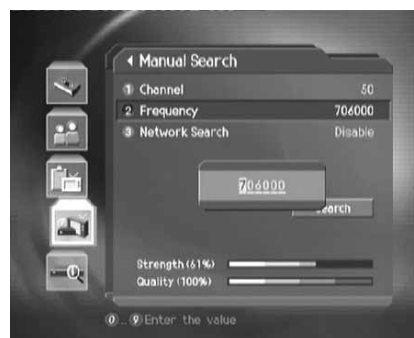 Manual Search
1 Channel 50
2 Frequency 706000
3 Network Search Disable
706000
earch
Strength (61%)
Quality (100%)
0 .. 9 Enter the value